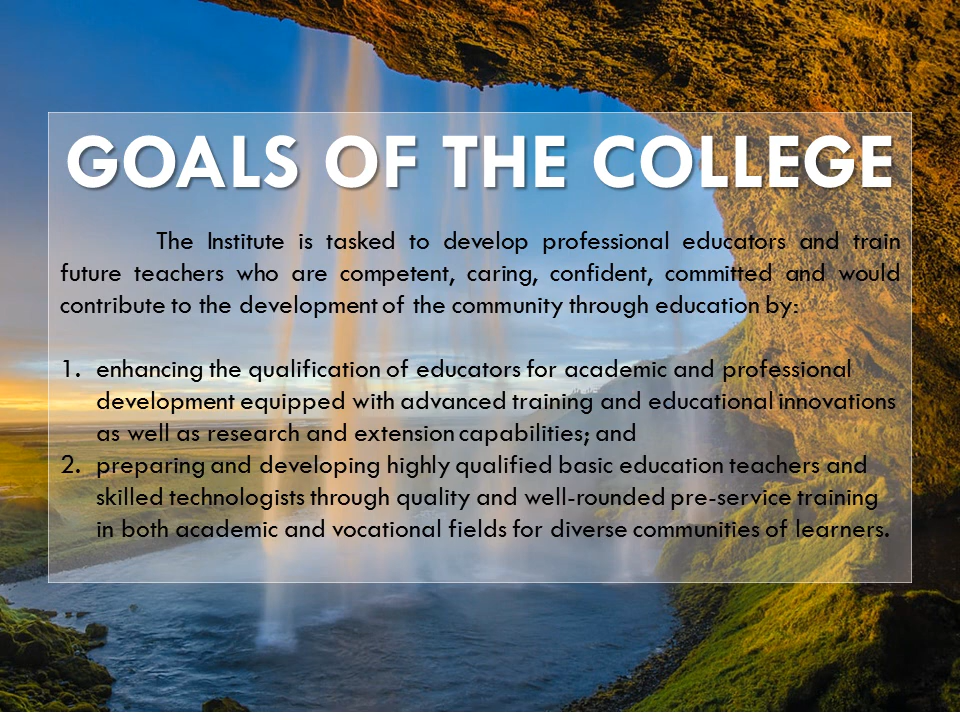 GOALS OF THE COLLEGE
The Institute is tasked to develop professional educators and train
future teachers who are competent, caring, confident, committed and would
contribute to the development of the community through education by:
1. enhancing the qualification of educators for academic and professional
development equipped with advanced training and educational innovations
as well as research and extension capabilities; and
2. preparing and developing highly qualified basic education teachers and
skilled technologists through quality and well-rounded pre-service training
in both academic and vocational fields for diverse communities of learners.